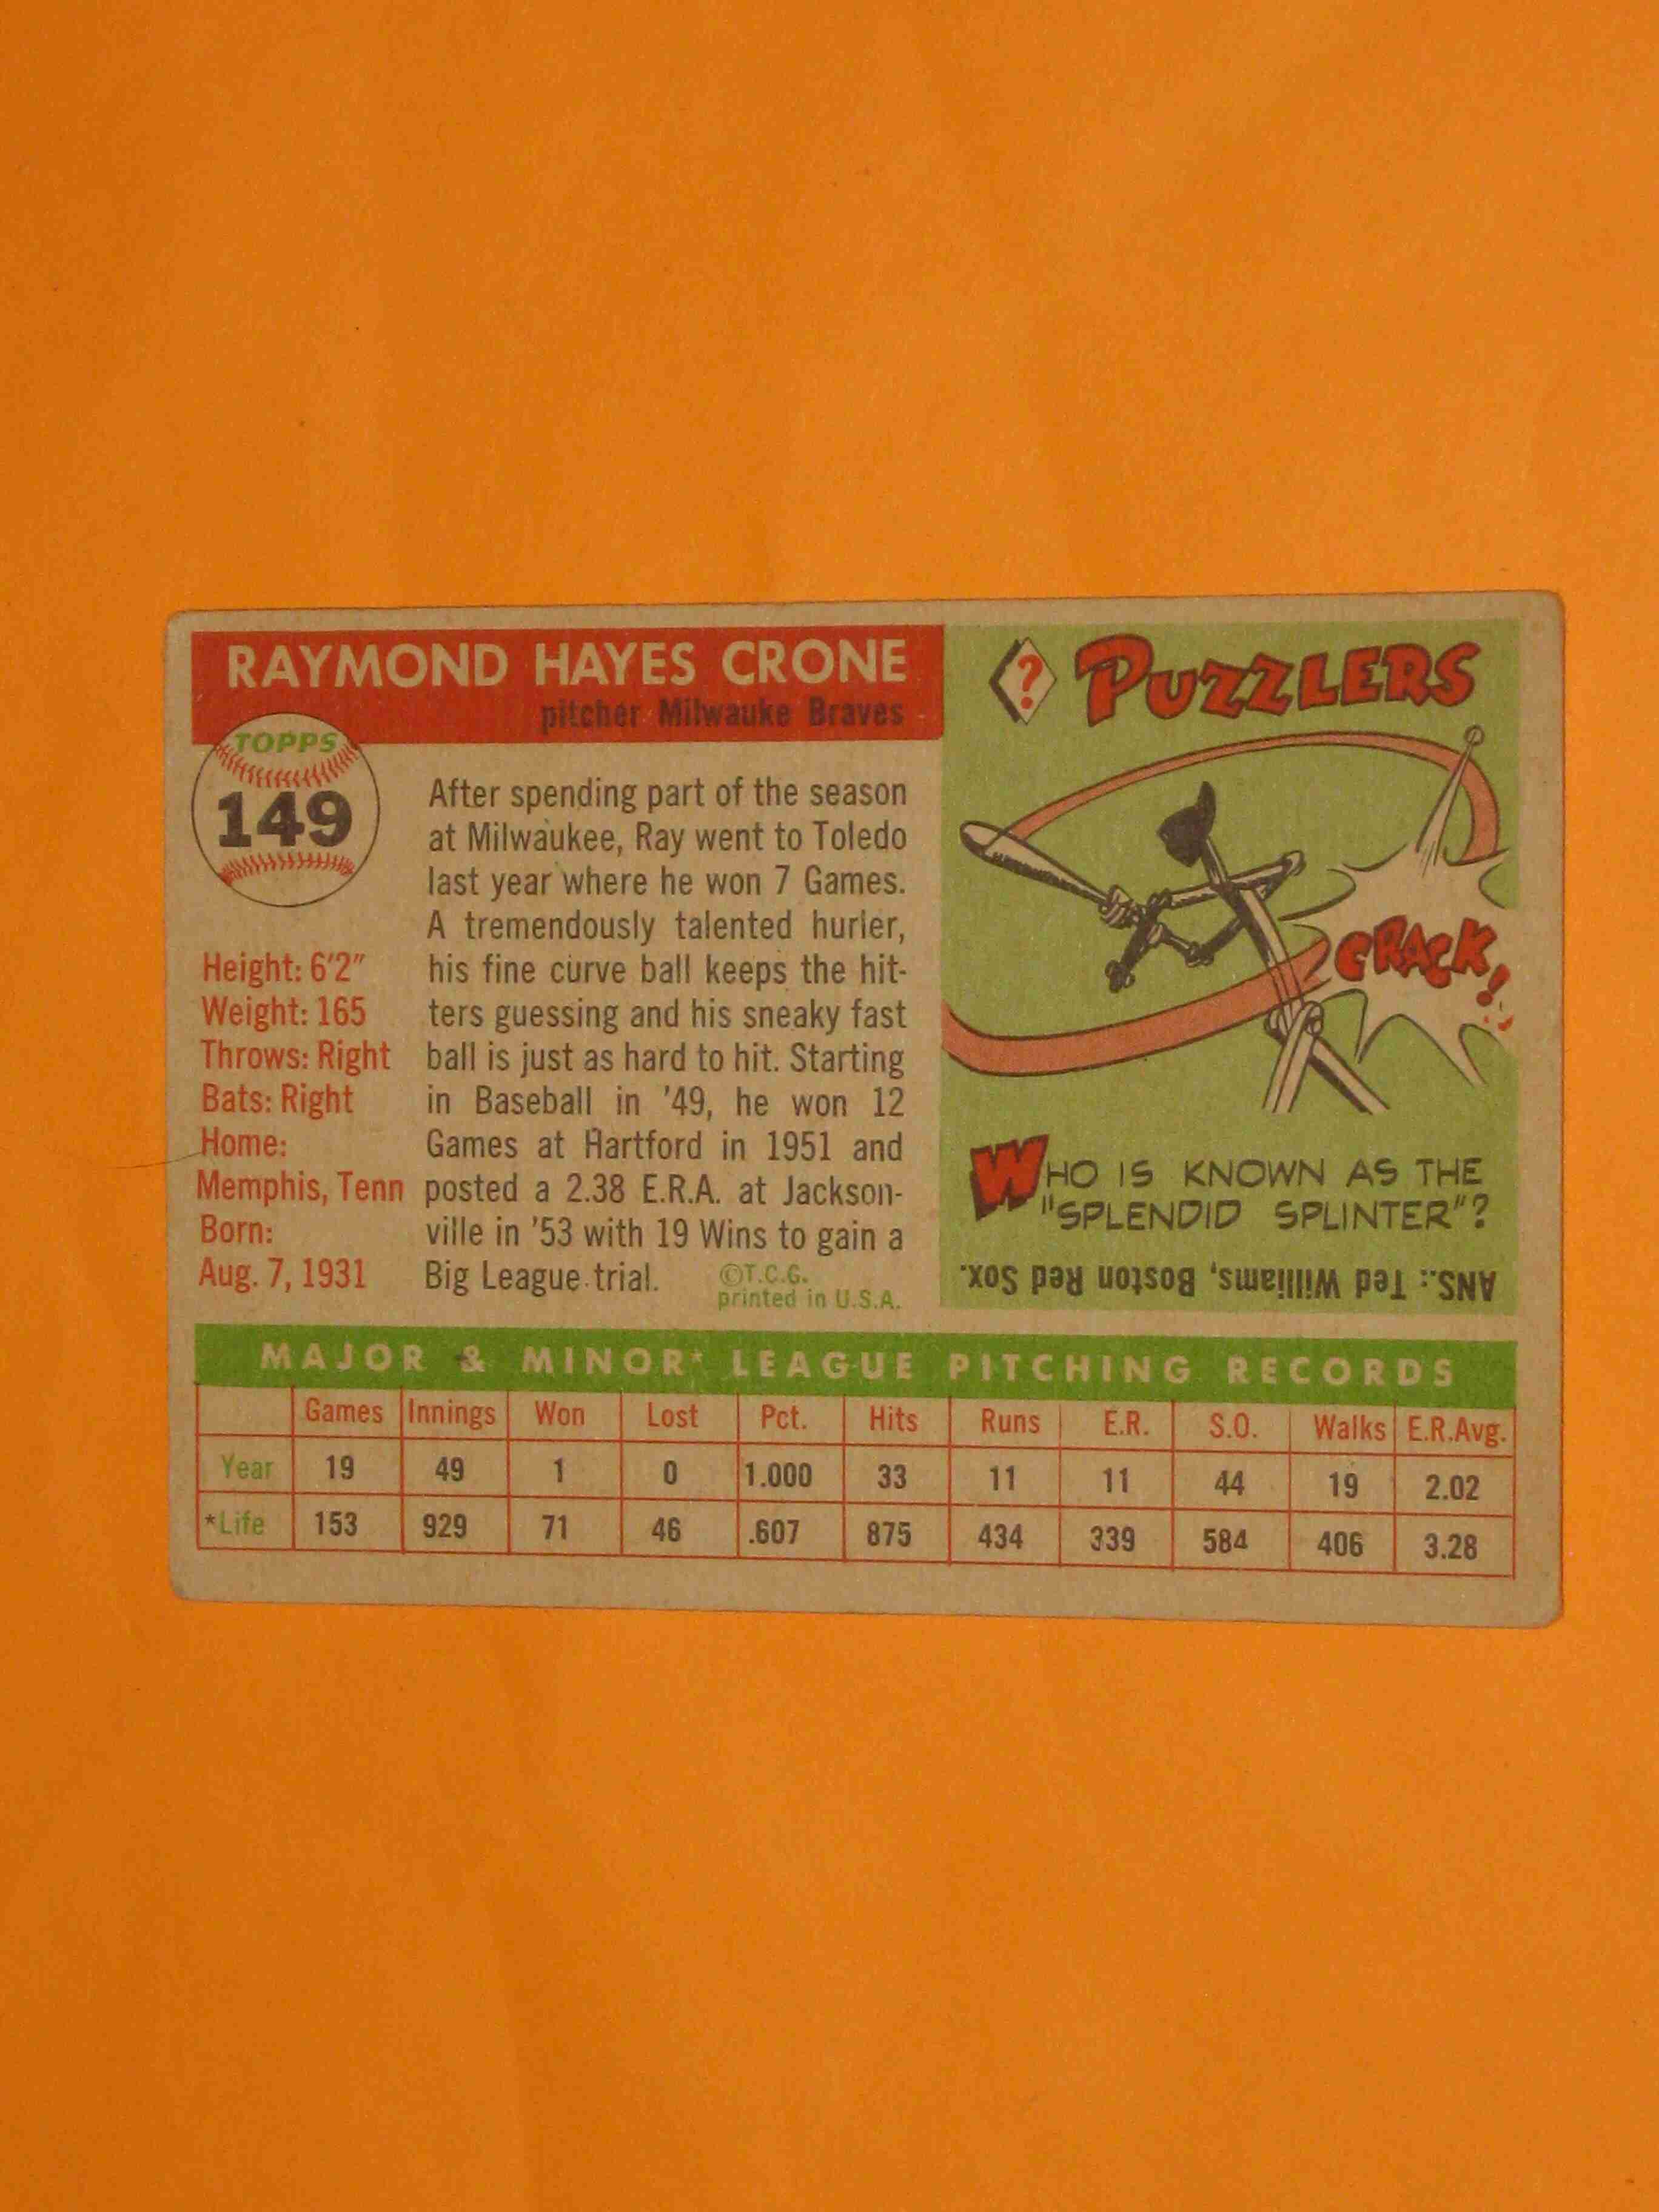 RAYMOND HAYES CRONE
pitcher Milwauke Braves
TOPPS
149
Height: 6'2"
Weight: 165
Throws: Right
Bats: Right
Home:
Memphis, Tenn
Born:
Aug. 7, 1931
After spending part of the season
at Milwaukee, Ray went to Toledo
last year where he won 7 Games.
A tremendously talented hurler,
his fine curve ball keeps the hit-
ters guessing and his sneaky fast
ball is just as hard to hit. Starting
in Baseball in '49, he won 12
Games at Hartford in 1951 and
posted a 2.38 E.R.A. at Jackson-
ville in '53 with 19 Wins to gain a
Big League trial.
©T.C.G.
printed in U.S.A.
? PUZZLERS
CRACK!
WHO IS KNOWN AS THE
"SPLENDID SPLINTER"?
ANS.: Ted Williams, Boston Red Sox.
MAJOR & MINOR* LEAGUE PITCHING RECORDS
Games Innings Won Lost Pct. Hits Runs E.R. S.O. Walks E.R.Avg.
Year 19 49 1 0 1.000 33 11 11 44 19 2.02
*Life 153 929 71 46 .607 875 434 339 584 406 3.28